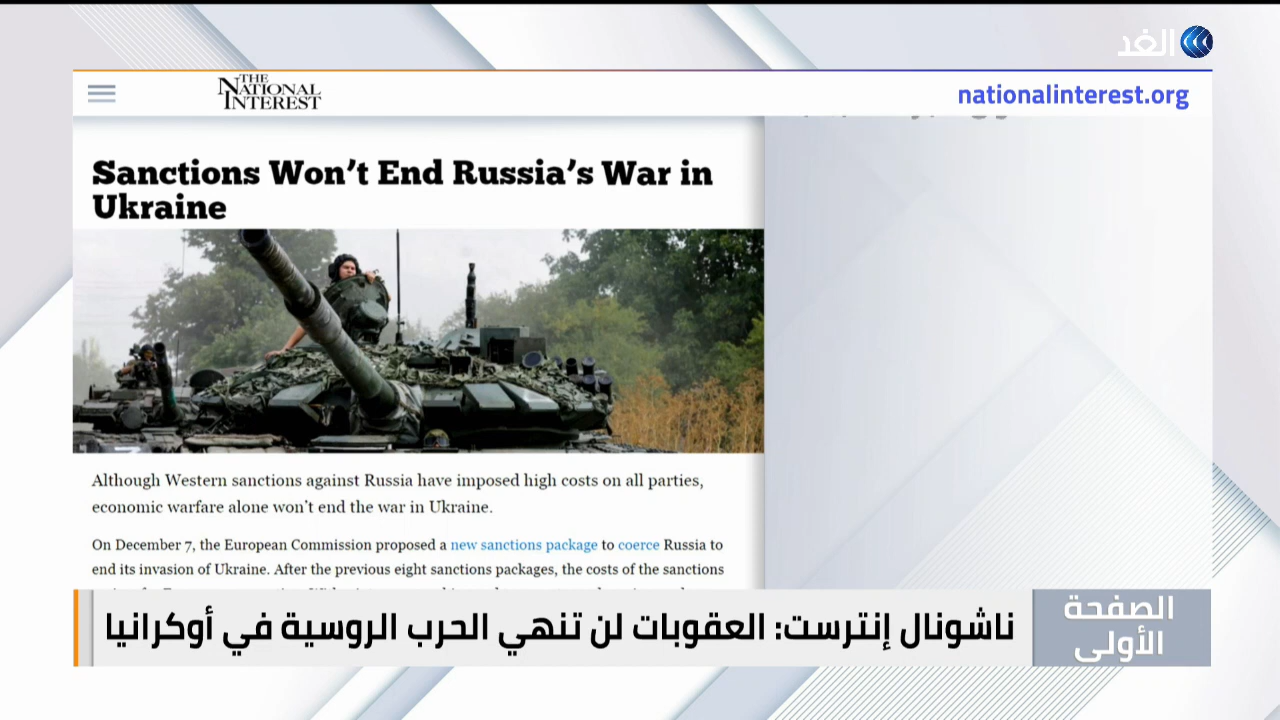 الغد
THE
NATIONAL
INTEREST
nationalinterest.org
Sanctions Won’t End Russia’s War in
Ukraine
Although Western sanctions against Russia have imposed high costs on all parties,
economic warfare alone won’t end the war in Ukraine.
On December 7, the European Commission proposed a new sanctions package to coerce Russia to
end its invasion of Ukraine. After the previous eight sanctions packages, the costs of the sanctions
الصفحة
الأولى
ناشونال إنترست: العقوبات لن تنهي الحرب الروسية في أوكرانيا